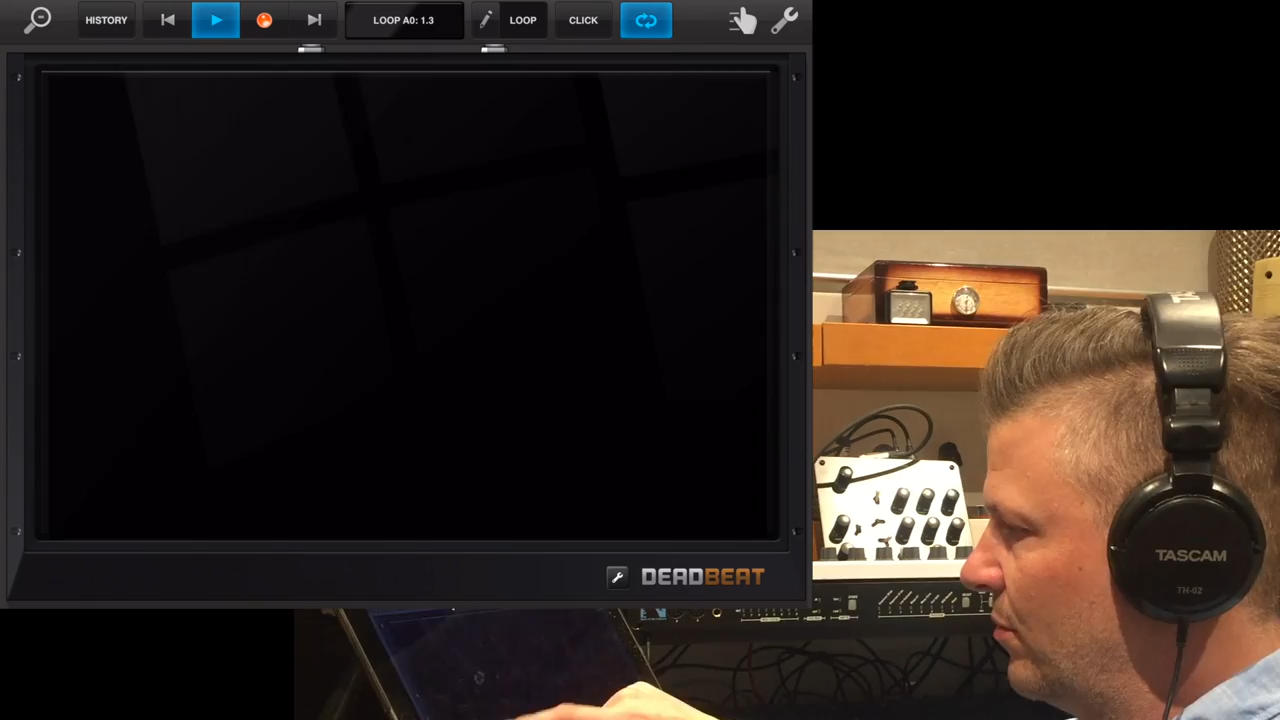 HISTORY
LOOP A0: 1.3
LOOP
CLICK
DEADBEAT
TASCAM
TH-02